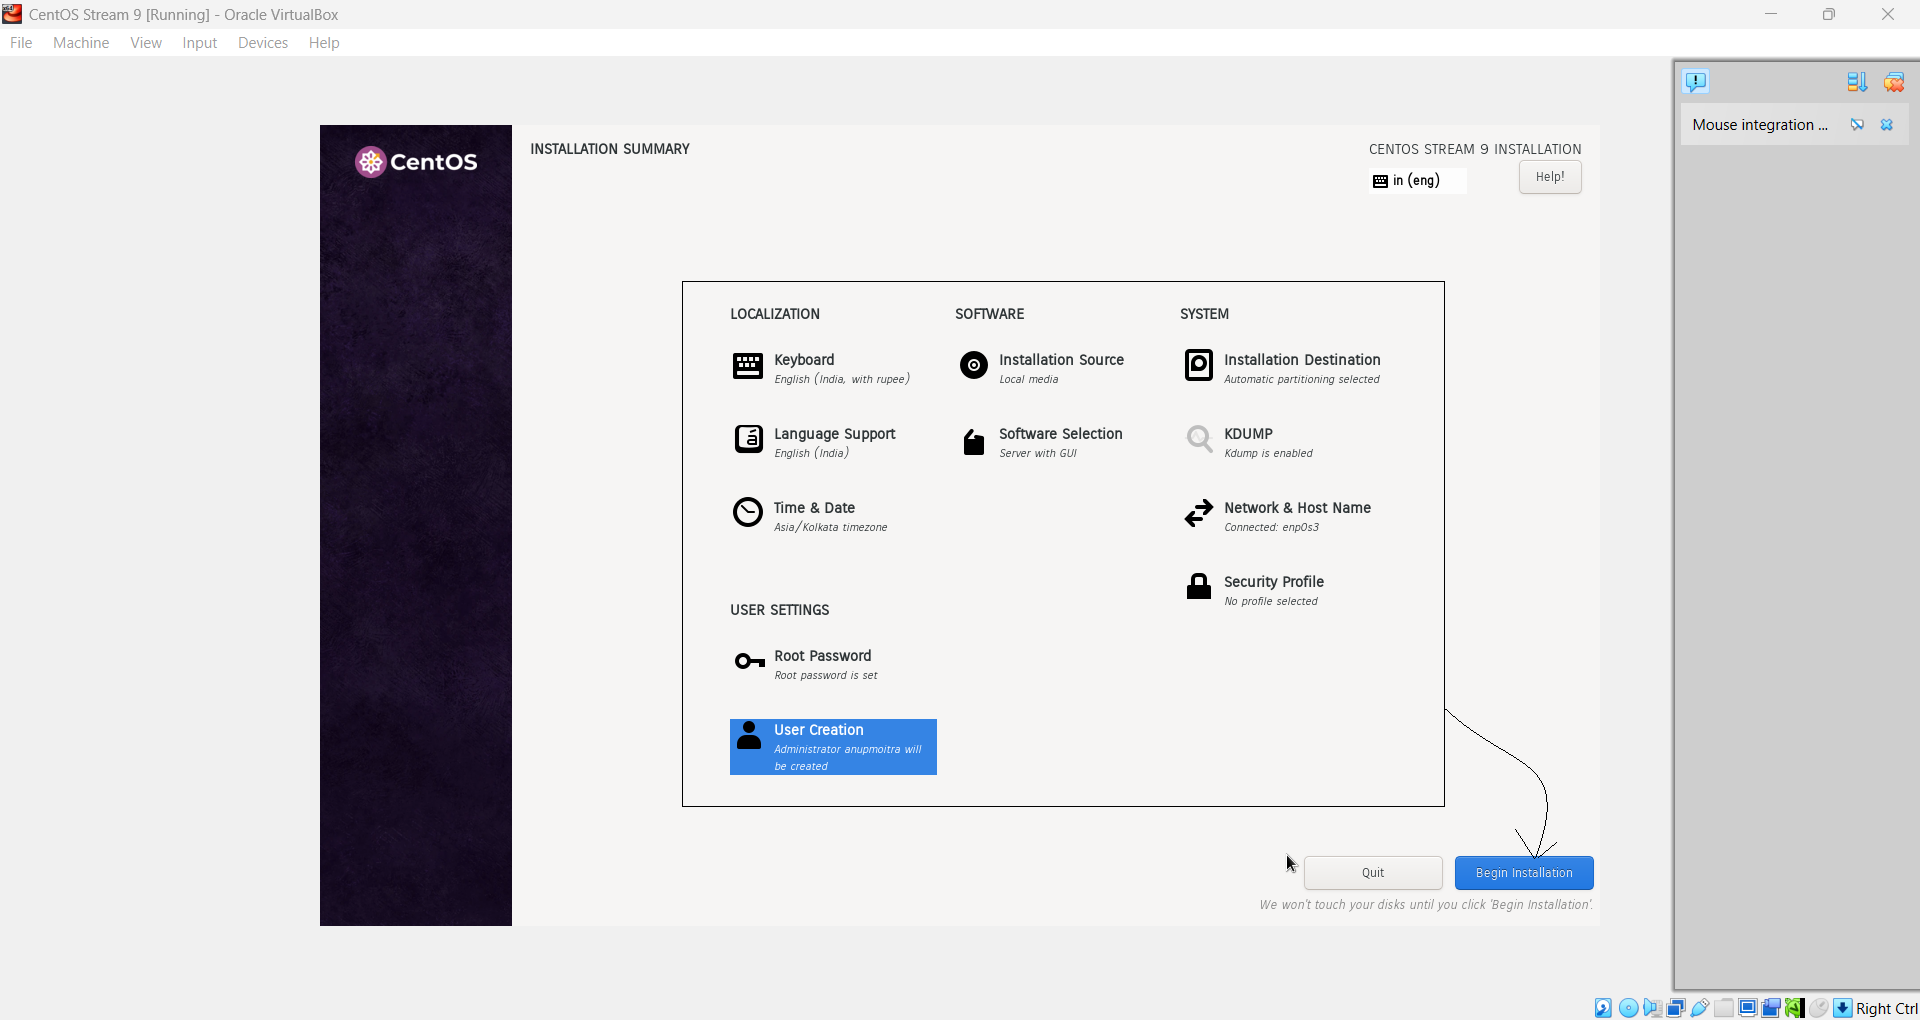 CentOS Stream 9 [Running] - Oracle VirtualBox
File Machine View Input Devices Help
Mouse integration ...
CentOS
INSTALLATION SUMMARY
CENTOS STREAM 9 INSTALLATION
in (eng)
Help!
LOCALIZATION
Keyboard
English (India, with rupee)
Language Support
English (India)
Time & Date
Asia/Kolkata timezone
SOFTWARE
Installation Source
Local media
Software Selection
Server with GUI
SYSTEM
Installation Destination
Automatic partitioning selected
KDUMP
Kdump is enabled
Network & Host Name
Connected: enp0s3
Security Profile
No profile selected
USER SETTINGS
Root Password
Root password is set
User Creation
Administrator anupmoitra will
be created
Quit
Begin Installation
We won't touch your disks until you click 'Begin Installation'.
Right Ctrl